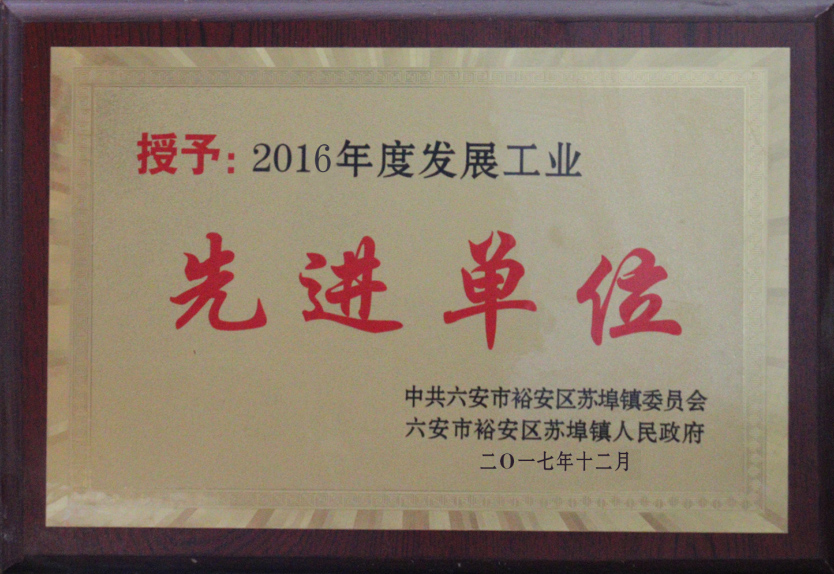 授予：2016年度发展工业
先进单位
中共六安市裕安区苏埠镇委员会
六安市裕安区苏埠镇人民政府
二O一七年十二月